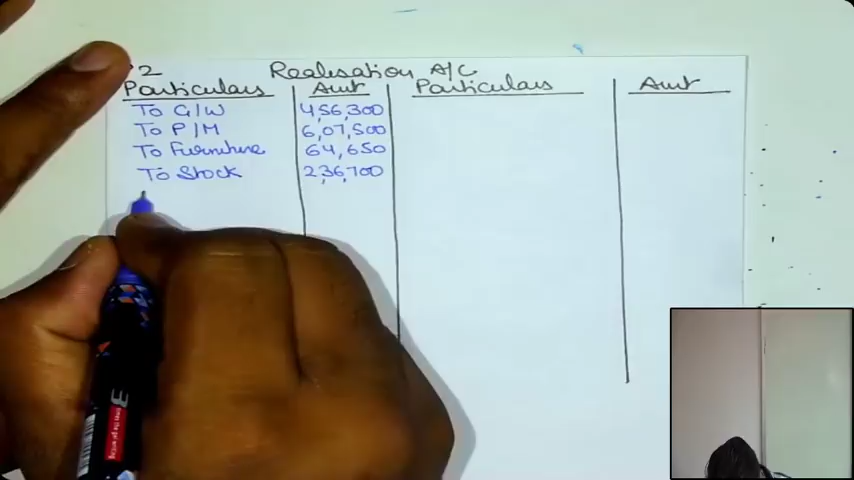 2 Realisation A/C
Particulars Amt Particulars Amt
To G/W 4,56,300
To P/M 6,07,500
To Furniture 64,650
To Stock 2,36,700